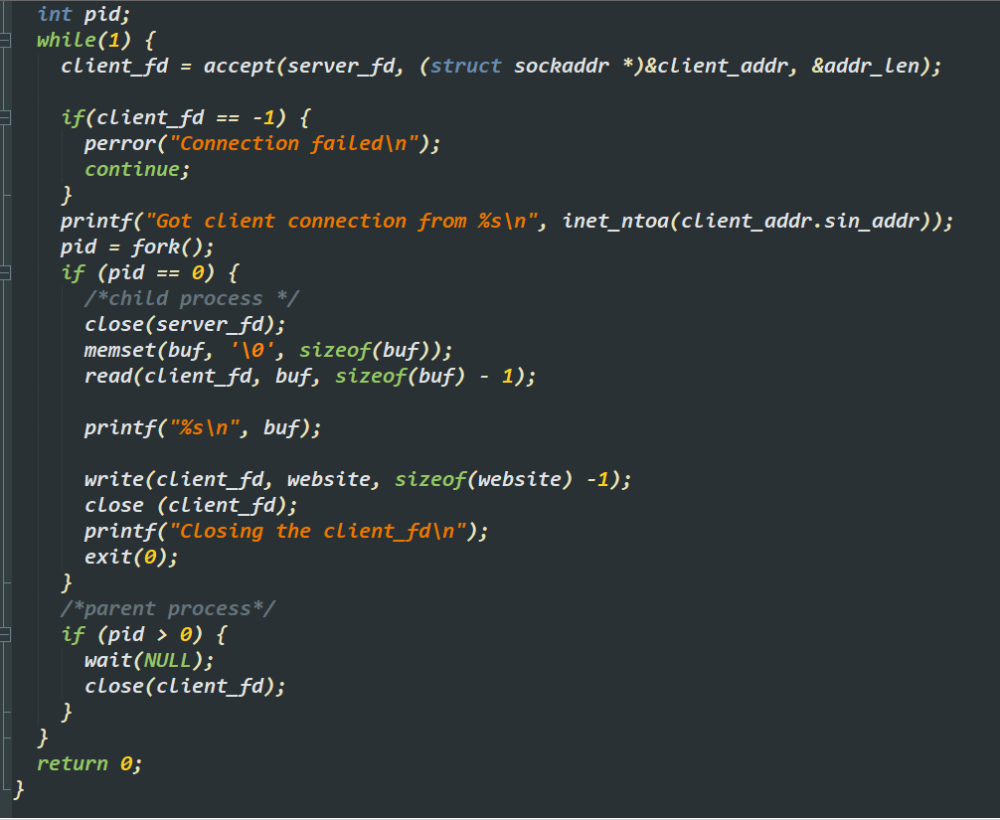 int pid;
while(1) {
client_fd = accept(server_fd, (struct sockaddr *)&client_addr, &addr_len);
if(client_fd == -1) {
perror("Connection failed\n");
continue;
}
printf("Got client connection from %s\n", inet_ntoa(client_addr.sin_addr));
pid = fork();
if (pid == 0) {
/*child process */
close(server_fd);
memset(buf, '\0', sizeof(buf));
read(client_fd, buf, sizeof(buf) - 1);
printf("%s\n", buf);
write(client_fd, website, sizeof(website) -1);
close (client_fd);
printf("Closing the client_fd\n");
exit(0);
}
/*parent process*/
if (pid > 0) {
wait(NULL);
close(client_fd);
}
}
return 0;
}